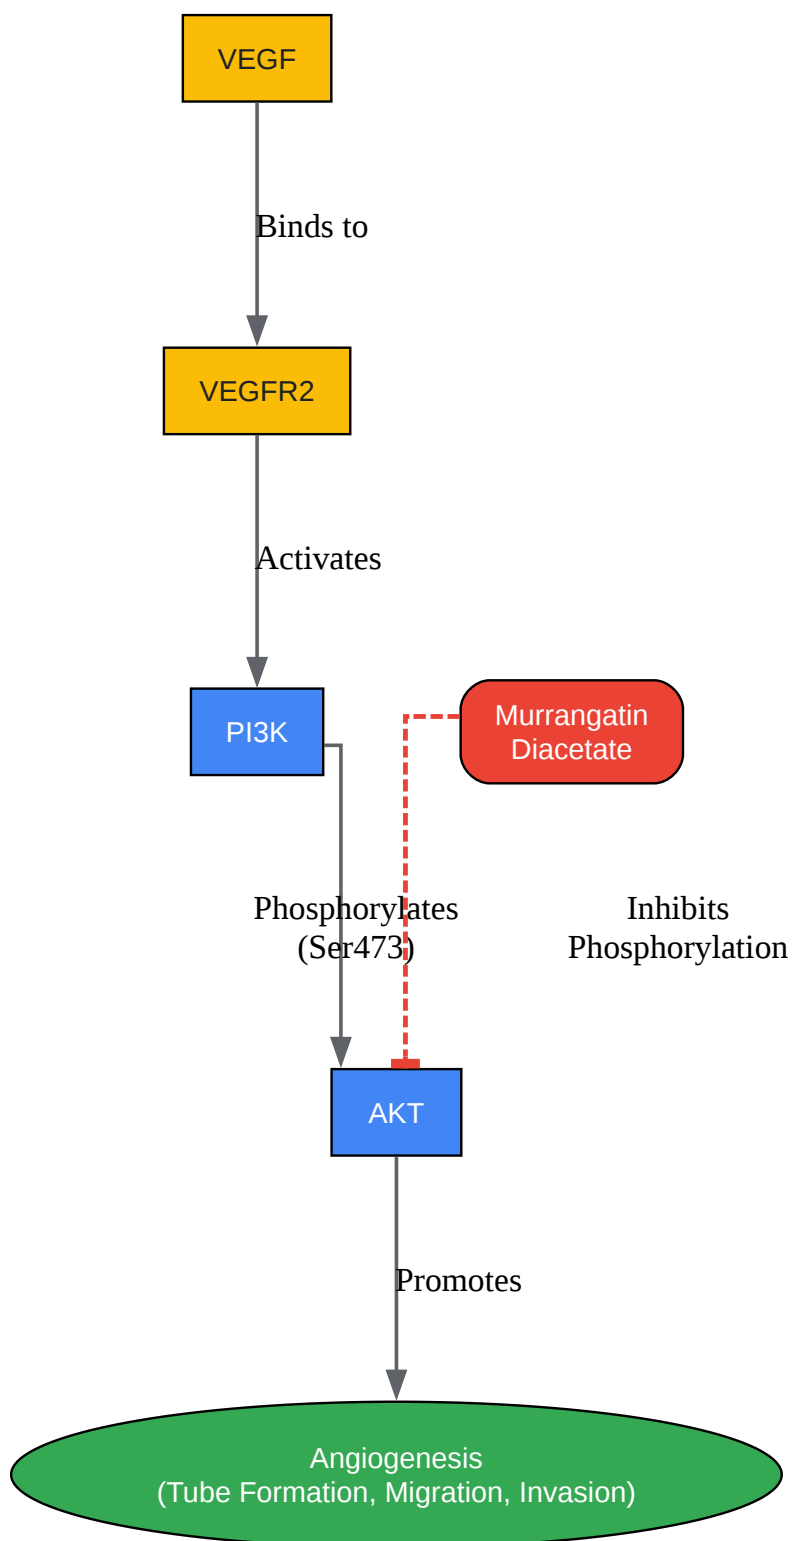 VEGF
Binds to
VEGFR2
Activates
PI3K
Murrangatin
Diacetate
Phosphorylates
(Ser473)
Inhibits
Phosphorylation
AKT
Promotes
Angiogenesis
(Tube Formation, Migration, Invasion)